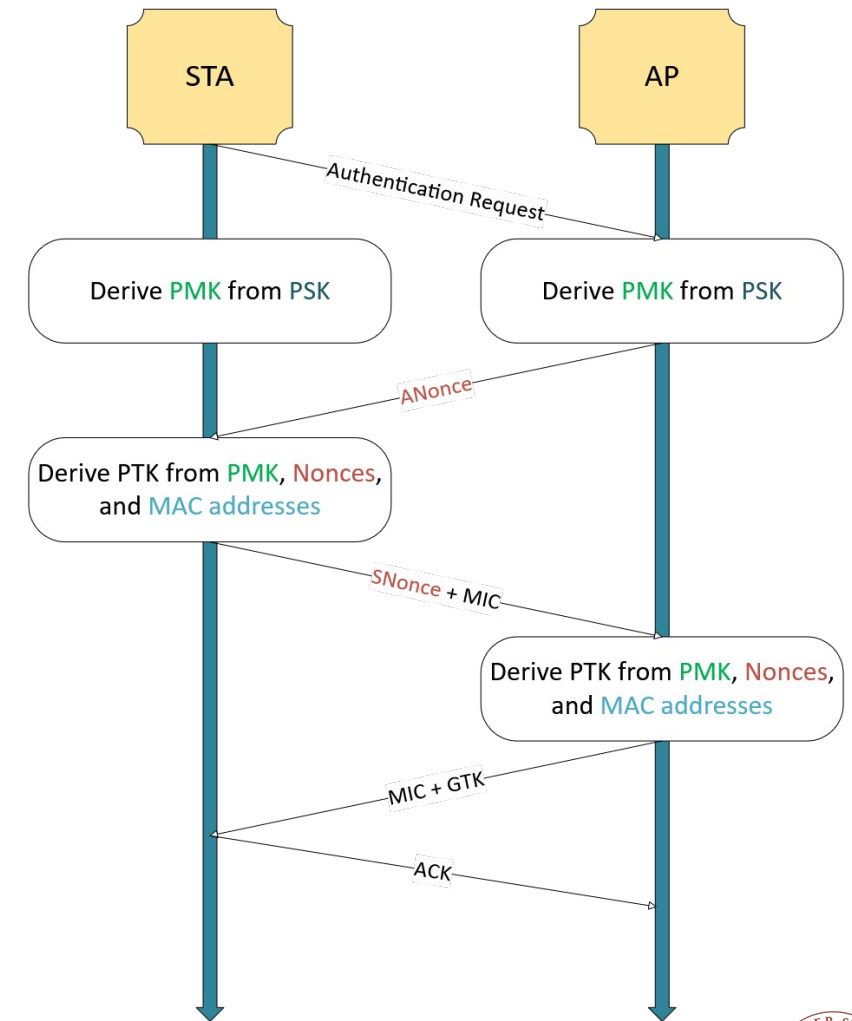 STA
AP
Authentication Request
Derive PMK from PSK
Derive PMK from PSK
ANonce
Derive PTK from PMK, Nonces,
and MAC addresses
SNonce + MIC
Derive PTK from PMK, Nonces,
and MAC addresses
MIC + GTK
ACK